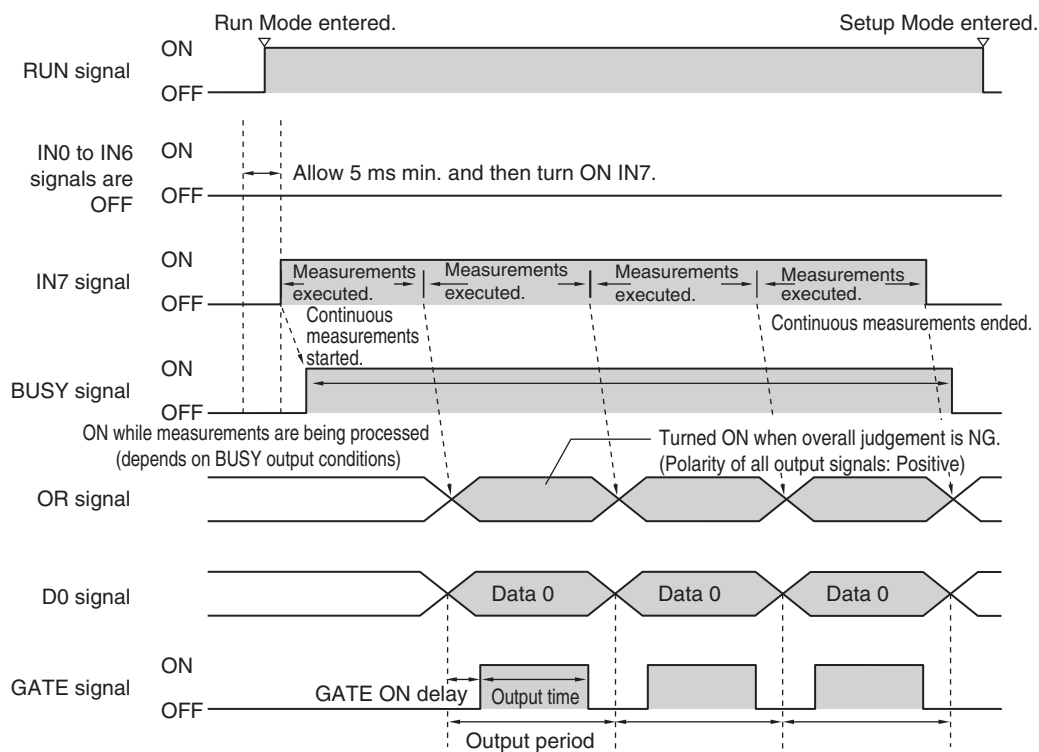 Run Mode entered.
Setup Mode entered.
ON
RUN signal
OFF
IN0 to IN6
signals are
OFF
ON
Allow 5 ms min. and then turn ON IN7.
OFF
ON
IN7 signal
OFF
Measurements
executed.
Measurements
executed.
Measurements
executed.
Measurements
executed.
Continuous
measurements
started.
Continuous measurements ended.
ON
BUSY signal
OFF
ON while measurements are being processed
(depends on BUSY output conditions)
Turned ON when overall judgement is NG.
(Polarity of all output signals: Positive)
OR signal
D0 signal
Data 0
Data 0
Data 0
ON
GATE signal
OFF
GATE ON delay
Output time
Output period